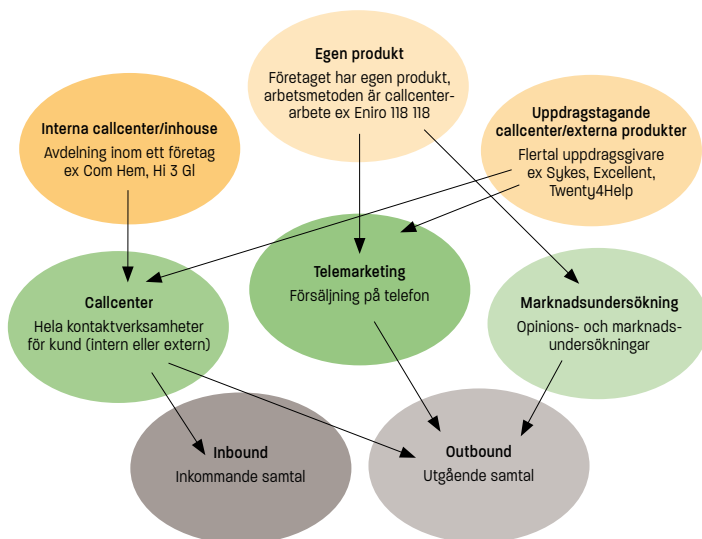 Egen produkt
Företaget har egen produkt,
arbetsmetoden är callcenter-
arbete ex Eniro 118 118
Interna callcenter/inhouse
Avdelning inom ett företag
ex Com Hem, Hi 3 Gl
Uppdragstagande
callcenter/externa produkter
Flertal uppdragsgivare
ex Sykes, Excellent,
Twenty4Help
Callcenter
Hela kontaktverksamheter
för kund (intern eller extern)
Telemarketing
Försäljning på telefon
Marknadsundersökning
Opinions- och marknads-
undersökningar
Inbound
Inkommande samtal
Outbound
Utgående samtal